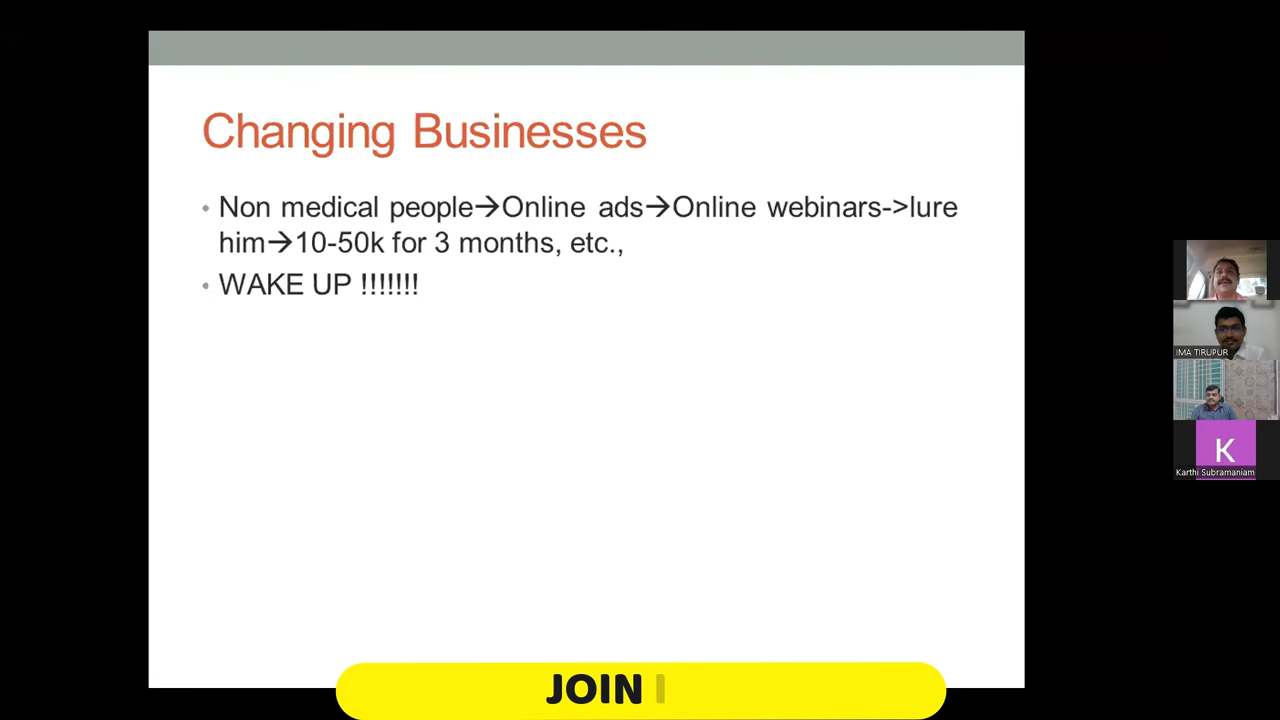 Changing Businesses
• Non medical people→Online ads→Online webinars->lure
him→10-50k for 3 months, etc.,
• WAKE UP !!!!!!!
IMA TIRUPUR
K
Karthi Subramaniam
JOIN